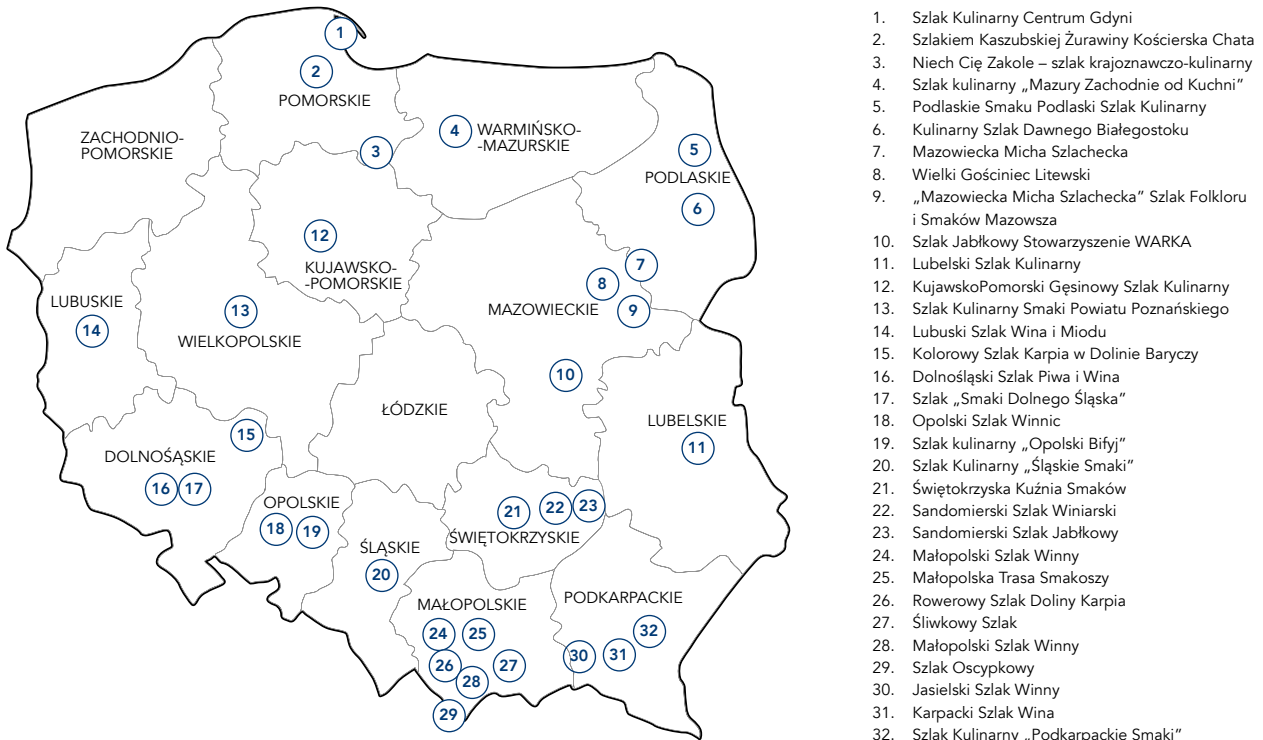 1
2
POMORSKIE
ZACHODNIO-
POMORSKIE
3
4
WARMIŃSKO-
-MAZURSKIE
5
PODLASKIE
6
12
KUJAWSKO-
-POMORSKIE
7
8
9
MAZOWIECKIE
10
LUBUSKIE
14
13
WIELKOPOLSKIE
ŁÓDZKIE
LUBELSKIE
11
15
DOLNOŚĄSKIE
16 17
OPOLSKIE
18 19
ŚLĄSKIE
20
21 22 23
ŚWIĘTOKRZYSKIE
MAŁOPOLSKIE
24 25
26 27
28
29
PODKARPACKIE
32
30 31
1. Szlak Kulinarny Centrum Gdyni
2. Szlakiem Kaszubskiej Żurawiny Kościerska Chata
3. Niech Cię Zakole – szlak krajoznawczo-kulinarny
4. Szlak kulinarny „Mazury Zachodnie od Kuchni”
5. Podlaskie Smaku Podlaski Szlak Kulinarny
6. Kulinarny Szlak Dawnego Białegostoku
7. Mazowiecka Micha Szlachecka
8. Wielki Gościniec Litewski
9. „Mazowiecka Micha Szlachecka” Szlak Folkloru
i Smaków Mazowsza
10. Szlak Jabłkowy Stowarzyszenie WARKA
11. Lubelski Szlak Kulinarny
12. KujawskoPomorski Gęsinowy Szlak Kulinarny
13. Szlak Kulinarny Smaki Powiatu Poznańskiego
14. Lubuski Szlak Wina i Miodu
15. Kolorowy Szlak Karpia w Dolinie Baryczy
16. Dolnośląski Szlak Piwa i Wina
17. Szlak „Smaki Dolnego Śląska”
18. Opolski Szlak Winnic
19. Szlak kulinarny „Opolski Bifyj”
20. Szlak Kulinarny „Śląskie Smaki”
21. Świętokrzyska Kuźnia Smaków
22. Sandomierski Szlak Winiarski
23. Sandomierski Szlak Jabłkowy
24. Małopolski Szlak Winny
25. Małopolska Trasa Smakoszy
26. Rowerowy Szlak Doliny Karpia
27. Śliwkowy Szlak
28. Małopolski Szlak Winny
29. Szlak Oscypkowy
30. Jasielski Szlak Winny
31. Karpacki Szlak Wina
32. Szlak Kulinarny „Podkarpackie Smaki”